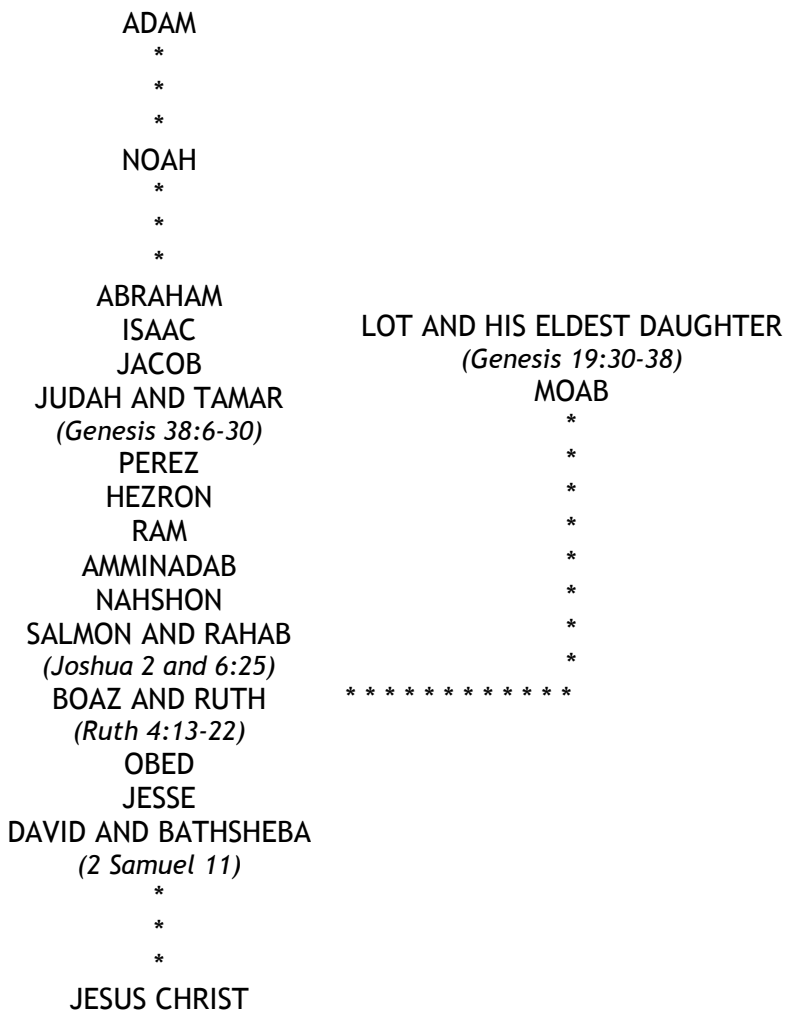 ADAM
*
*
*
NOAH
*
*
*
ABRAHAM
ISAAC
JACOB
JUDAH AND TAMAR
(Genesis 38:6-30)
PEREZ
HEZRON
RAM
AMMINADAB
NAHSHON
SALMON AND RAHAB
(Joshua 2 and 6:25)
BOAZ AND RUTH
(Ruth 4:13-22)
OBED
JESSE
DAVID AND BATHSHEBA
(2 Samuel 11)
*
*
*
JESUS CHRIST
LOT AND HIS ELDEST DAUGHTER
(Genesis 19:30-38)
MOAB
*
*
*
*
*
*
*
*
* * * * * * * * * * * *